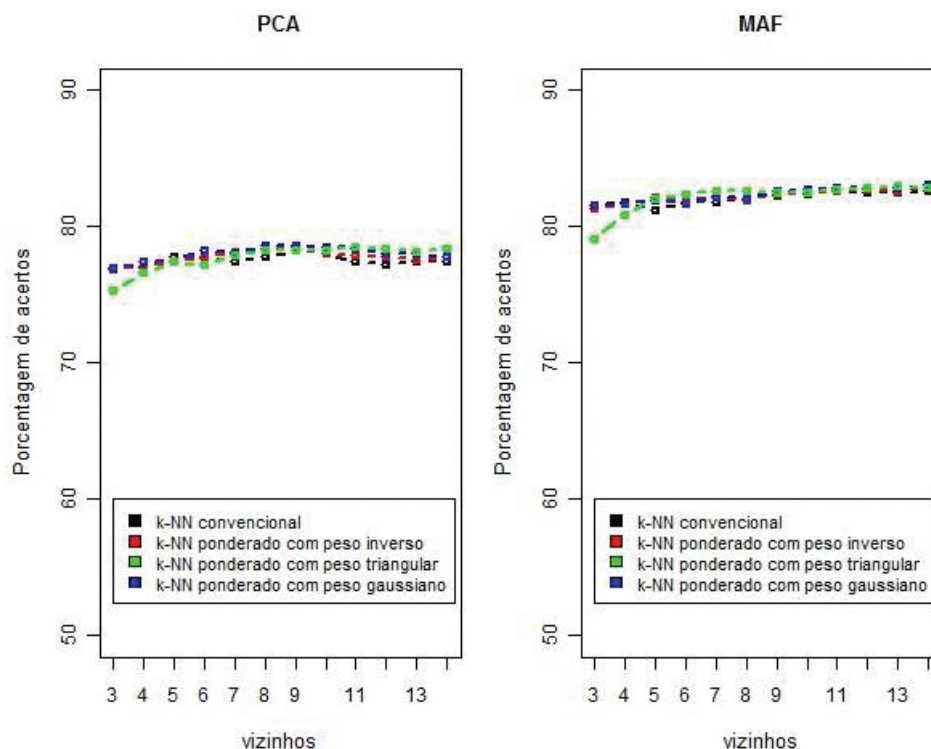 PCA
Porcentagem de acertos
90
80
70
60
50
k-NN convencional
k-NN ponderado com peso inverso
k-NN ponderado com peso triangular
k-NN ponderado com peso gaussiano
3 4 5 6 7 8 9 11 13
vizinhos
MAF
Porcentagem de acertos
90
80
70
60
50
k-NN convencional
k-NN ponderado com peso inverso
k-NN ponderado com peso triangular
k-NN ponderado com peso gaussiano
3 4 5 6 7 8 9 11 13
vizinhos